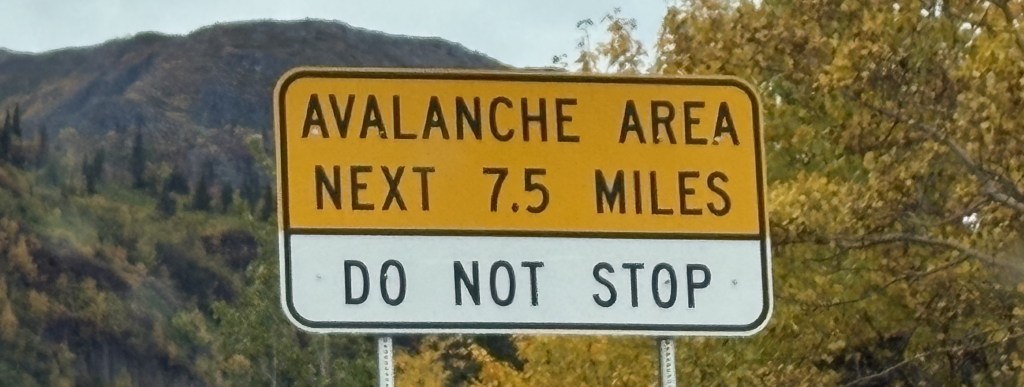 AVALANCHE AREA
NEXT 7.5 MILES
DO NOT STOP